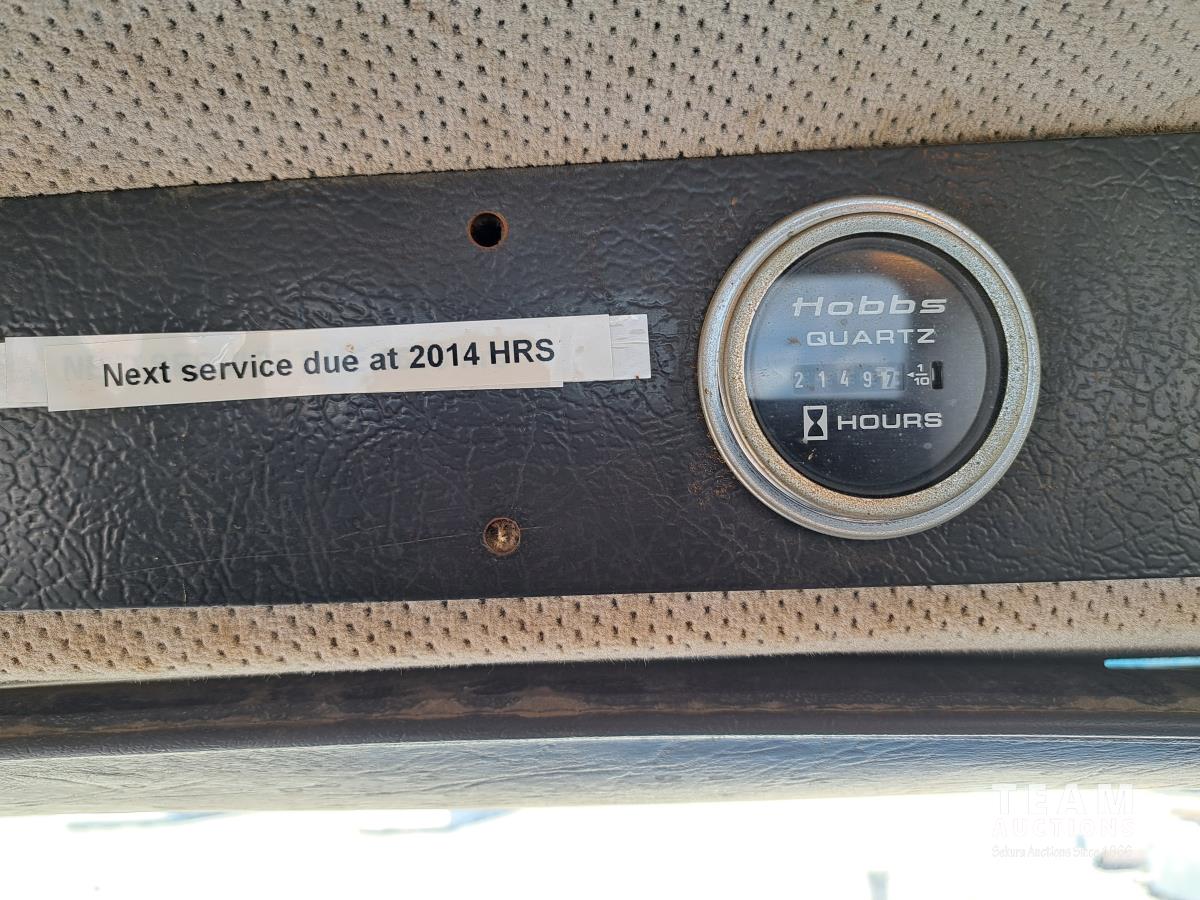 Next service due at 2014 HRS
Hobbs
QUARTZ
21497 1/10
HOURS
TEAM
AUCTIONS